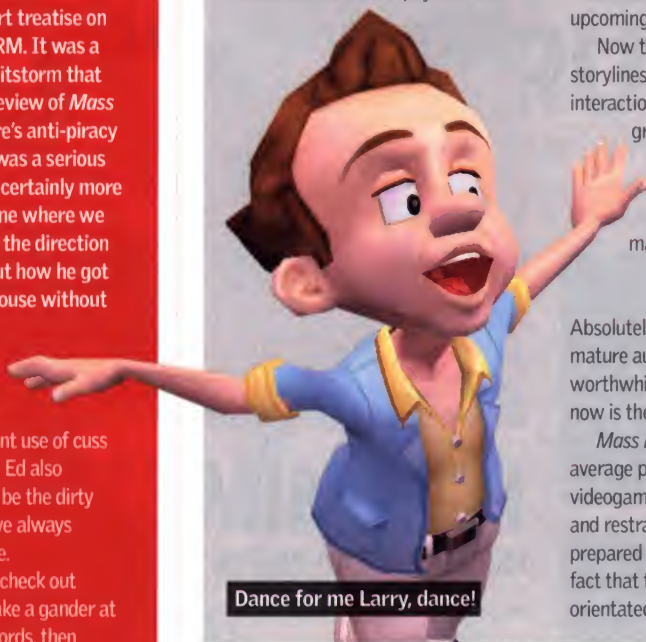 rt treatise on
RM. It was a
itstorm that
eview of Mass
re's anti-piracy
was a serious
certainly more
ne where we
the direction
ut how he got
ouse without
nt use of cuss
Ed also
be the dirty
ve always
e.
check out
ake a gander at
ords, then
Dance for me Larry, dance!
upcoming
Now t
storylines
interaction
gr
ma
Absolutel
mature au
worthwhi
now is the
Mass
average p
videogam
and restra
prepared
fact that t
orientated